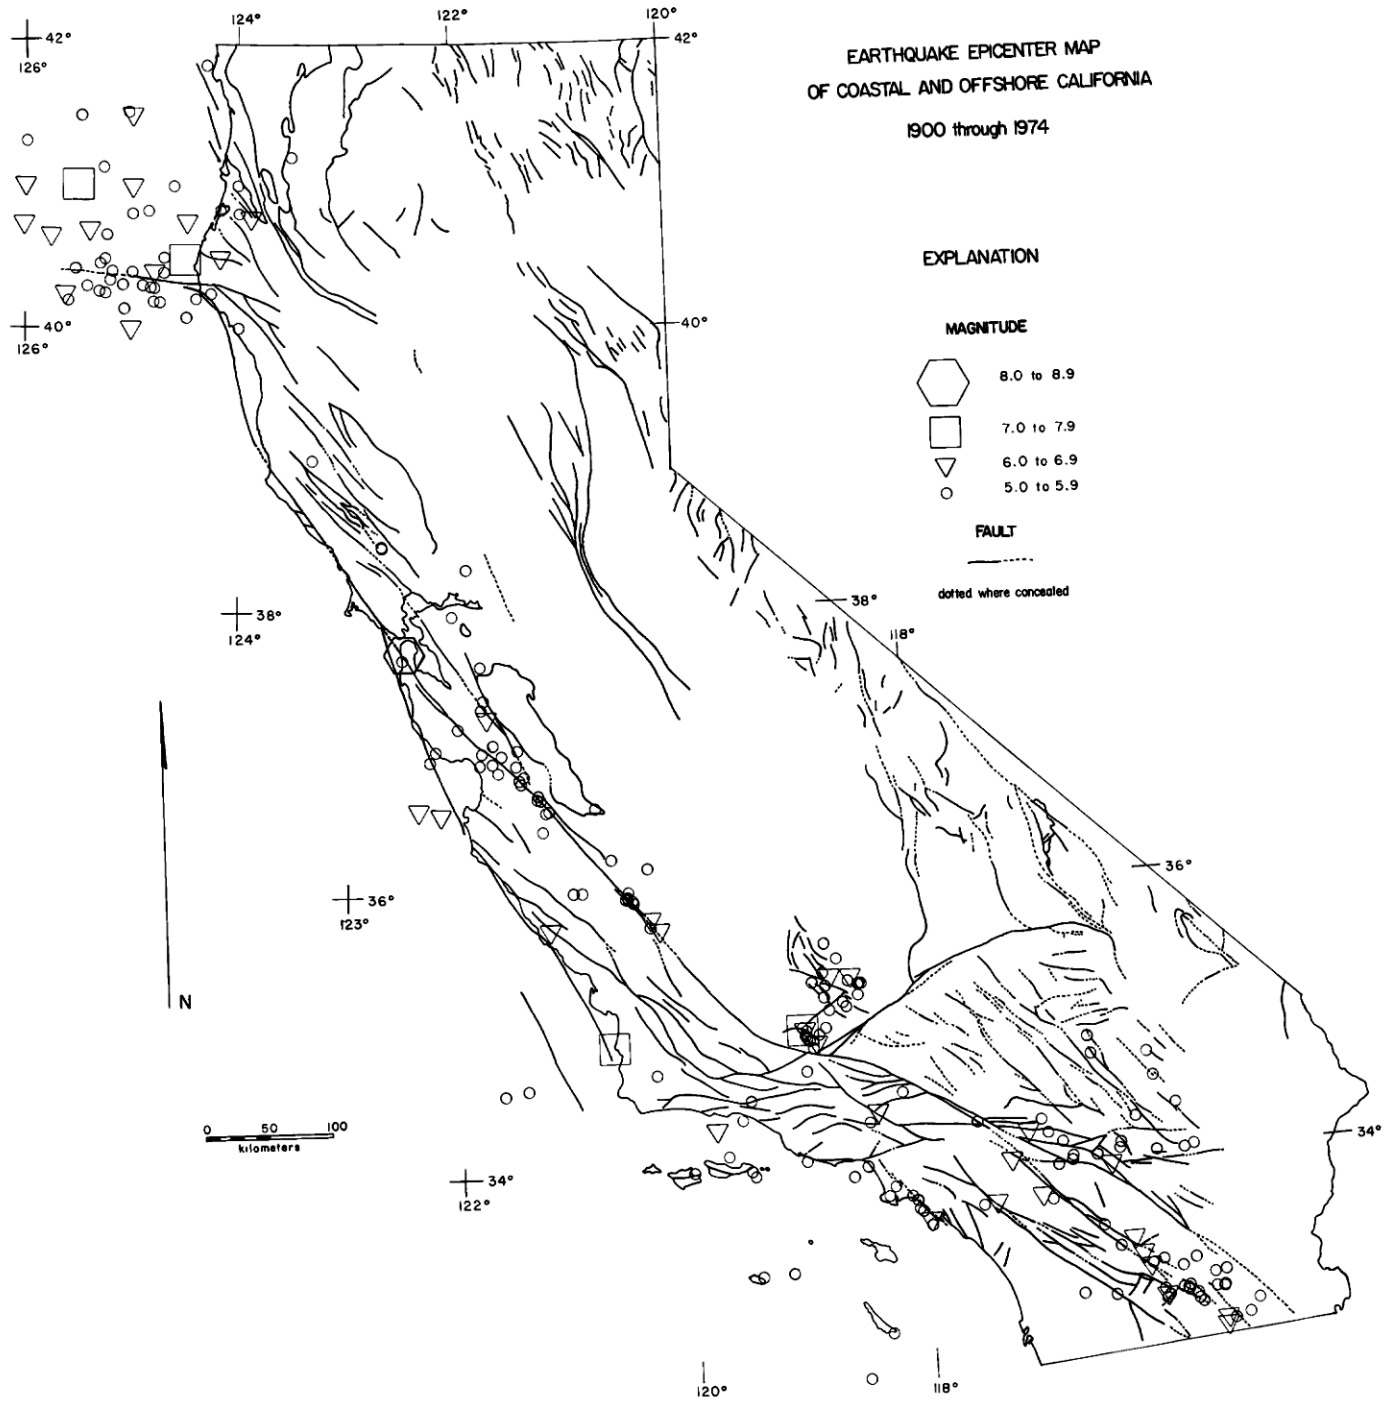 124°
122°
120°
42°
126°
42°
EARTHQUAKE EPICENTER MAP
OF COASTAL AND OFFSHORE CALIFORNIA
1900 through 1974
EXPLANATION
40°
126°
40°
MAGNITUDE
8.0 to 8.9
7.0 to 7.9
6.0 to 6.9
5.0 to 5.9
FAULT
dotted where concealed
38°
124°
38°
118°
36°
36°
123°
N
0 50 100
kilometers
34°
34°
122°
120°
118°